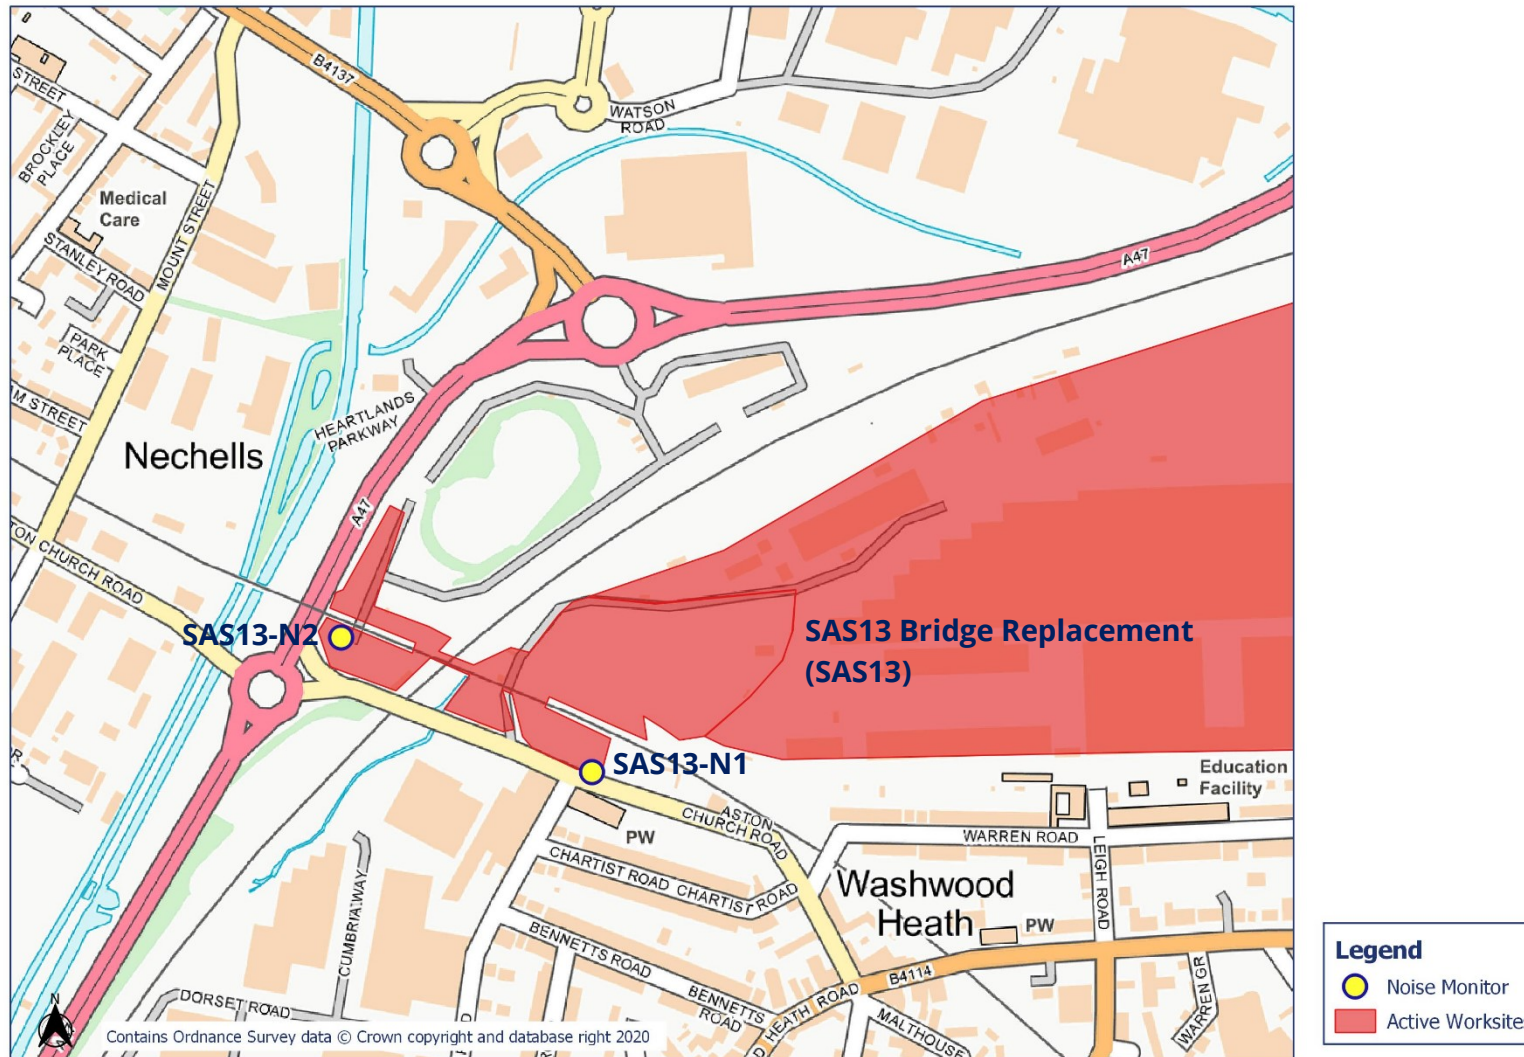 B4137
WATSON
ROAD
STREET
BROCKLEY
PLACE
Medical
Care
MOUNT STREET
STANLEY ROAD
A47
PARK
PLACE
M STREET
HEARTLANDS
PARKWAY
Nechells
A47
TON CHURCH ROAD
SAS13-N2
SAS13 Bridge Replacement
(SAS13)
SAS13-N1
Education
Facility
ASTON
CHURCH ROAD
PW
WARREN ROAD
LEIGH ROAD
CHARTIST ROAD
CHARTIST ROAD
Washwood
Heath
PW
CUMBRIA WAY
BENNETTS ROAD
B4114
BENNETTS
ROAD
HEATH ROAD
WARREN GR
MALTHOUSE
DORSET ROAD
N
Contains Ordnance Survey data © Crown copyright and database right 2020
Legend
Noise Monitor
Active Worksites